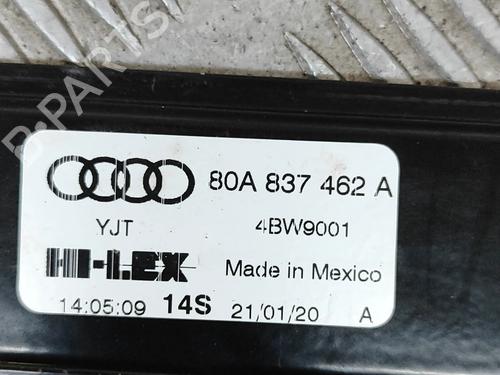 B-PARTS
80A 837 462 A
YJT 4BW9001
HI-LEX Made in Mexico
14:05:09 14S 21/01/20 A